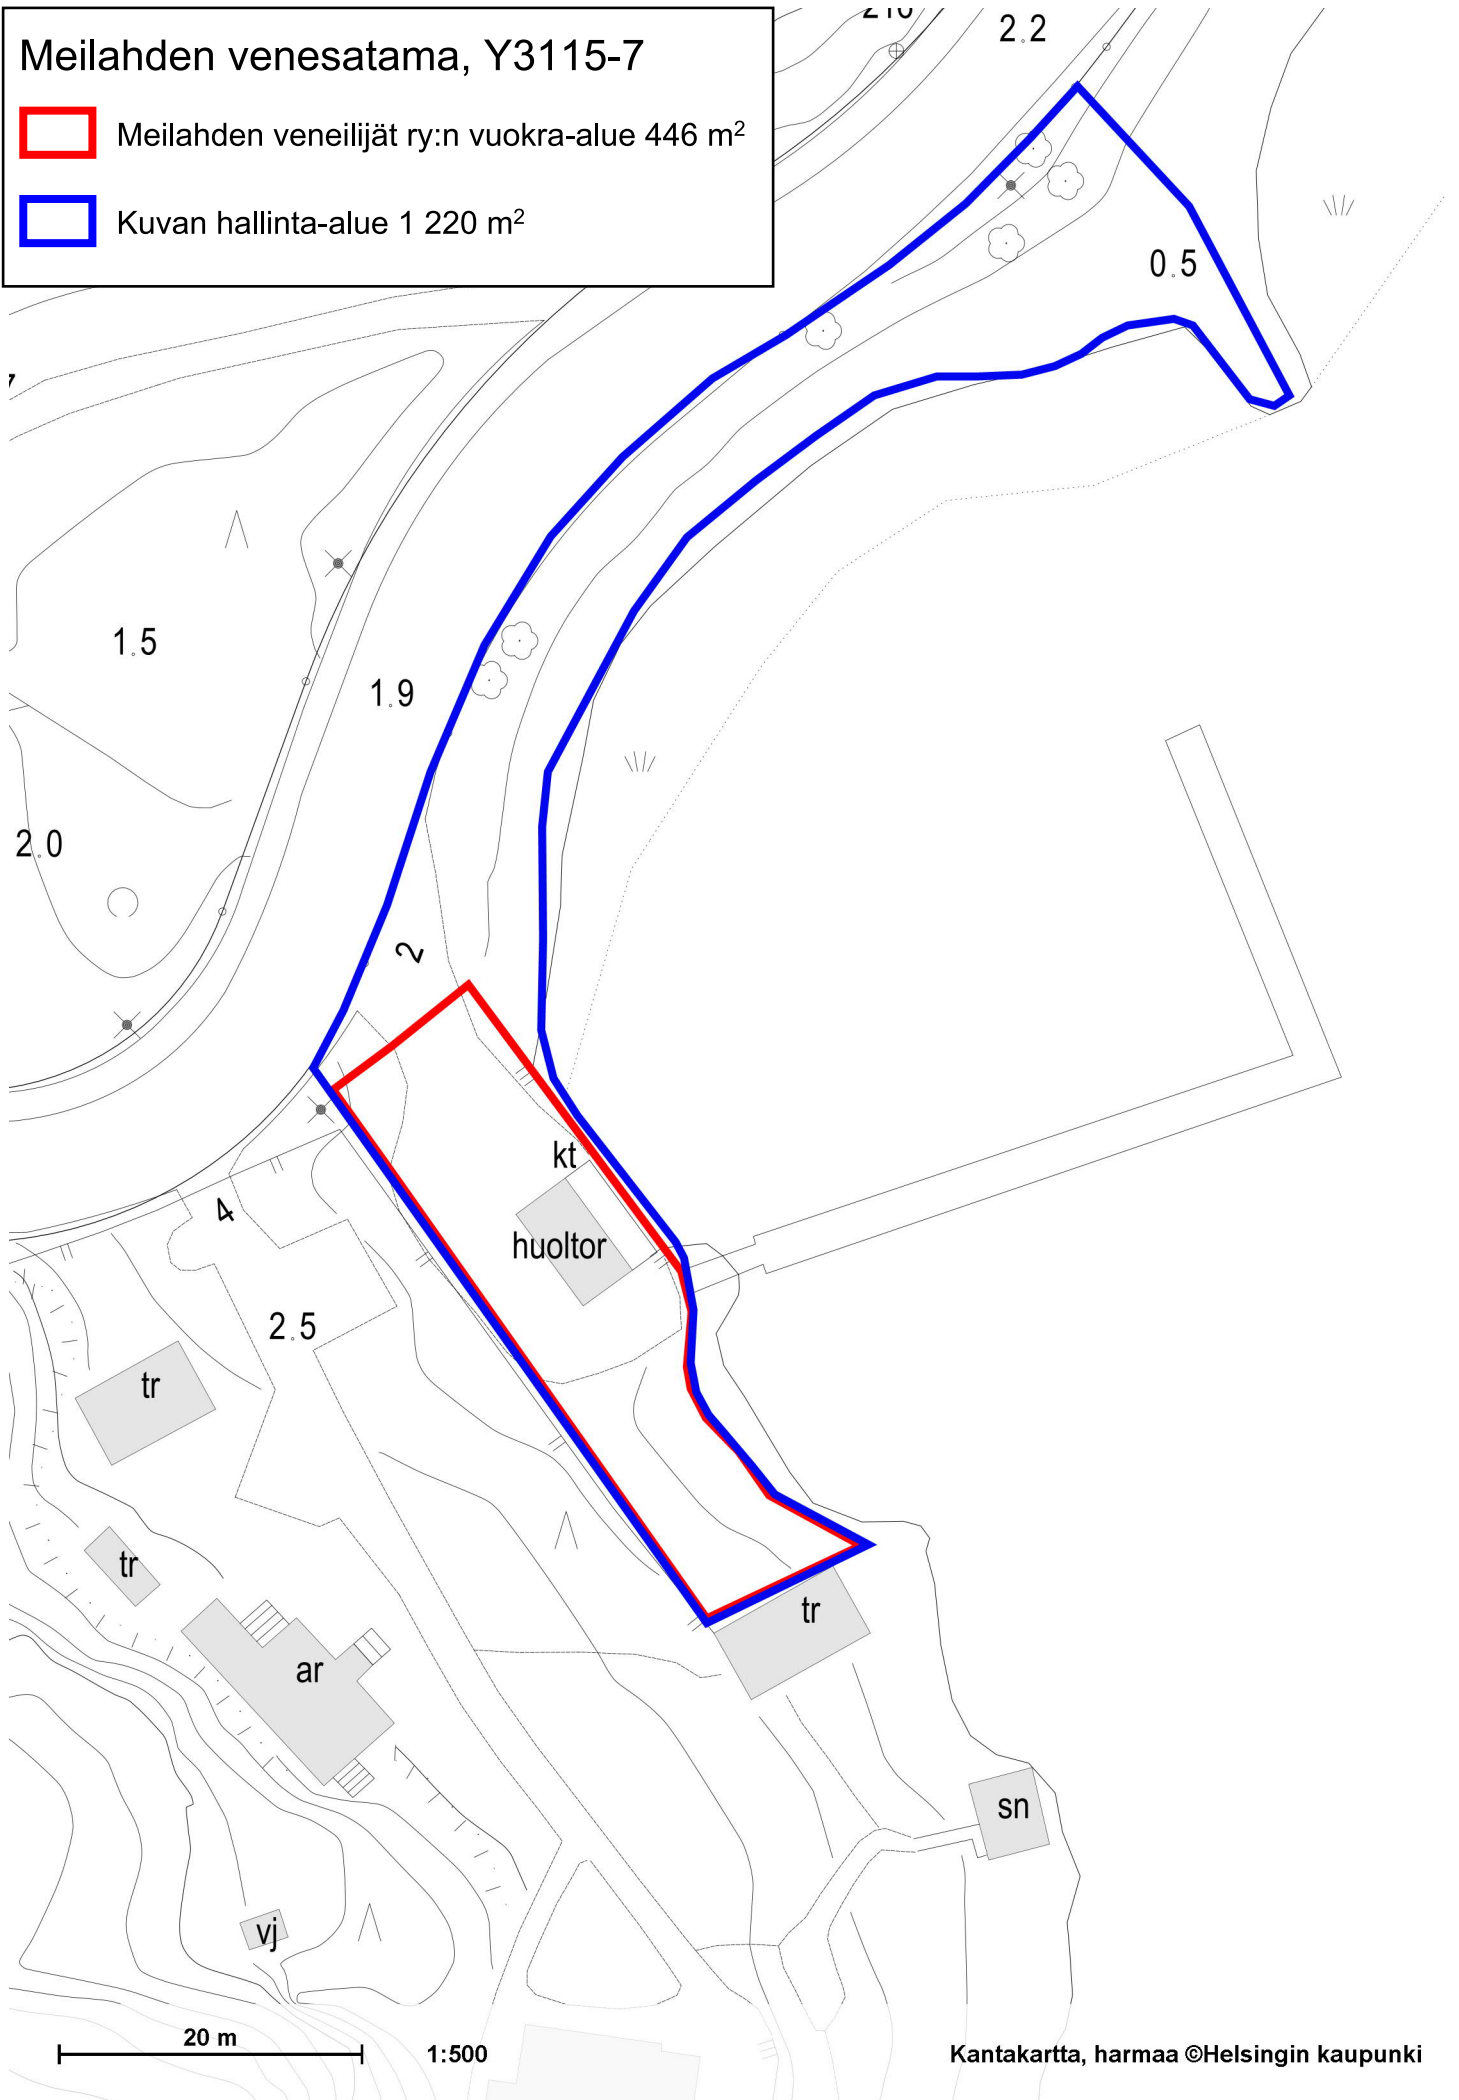 Meilahden venesatama, Y3115-7
Meilahden veneilijät ry:n vuokra-alue 446 m²
Kuvan hallinta-alue 1 220 m²
2.2
0.5
1.5
1.9
2.0
2
kt
4
huoltor
2.5
tr
tr
tr
ar
sn
vj
20 m
1:500
Kantakartta, harmaa ©Helsingin kaupunki